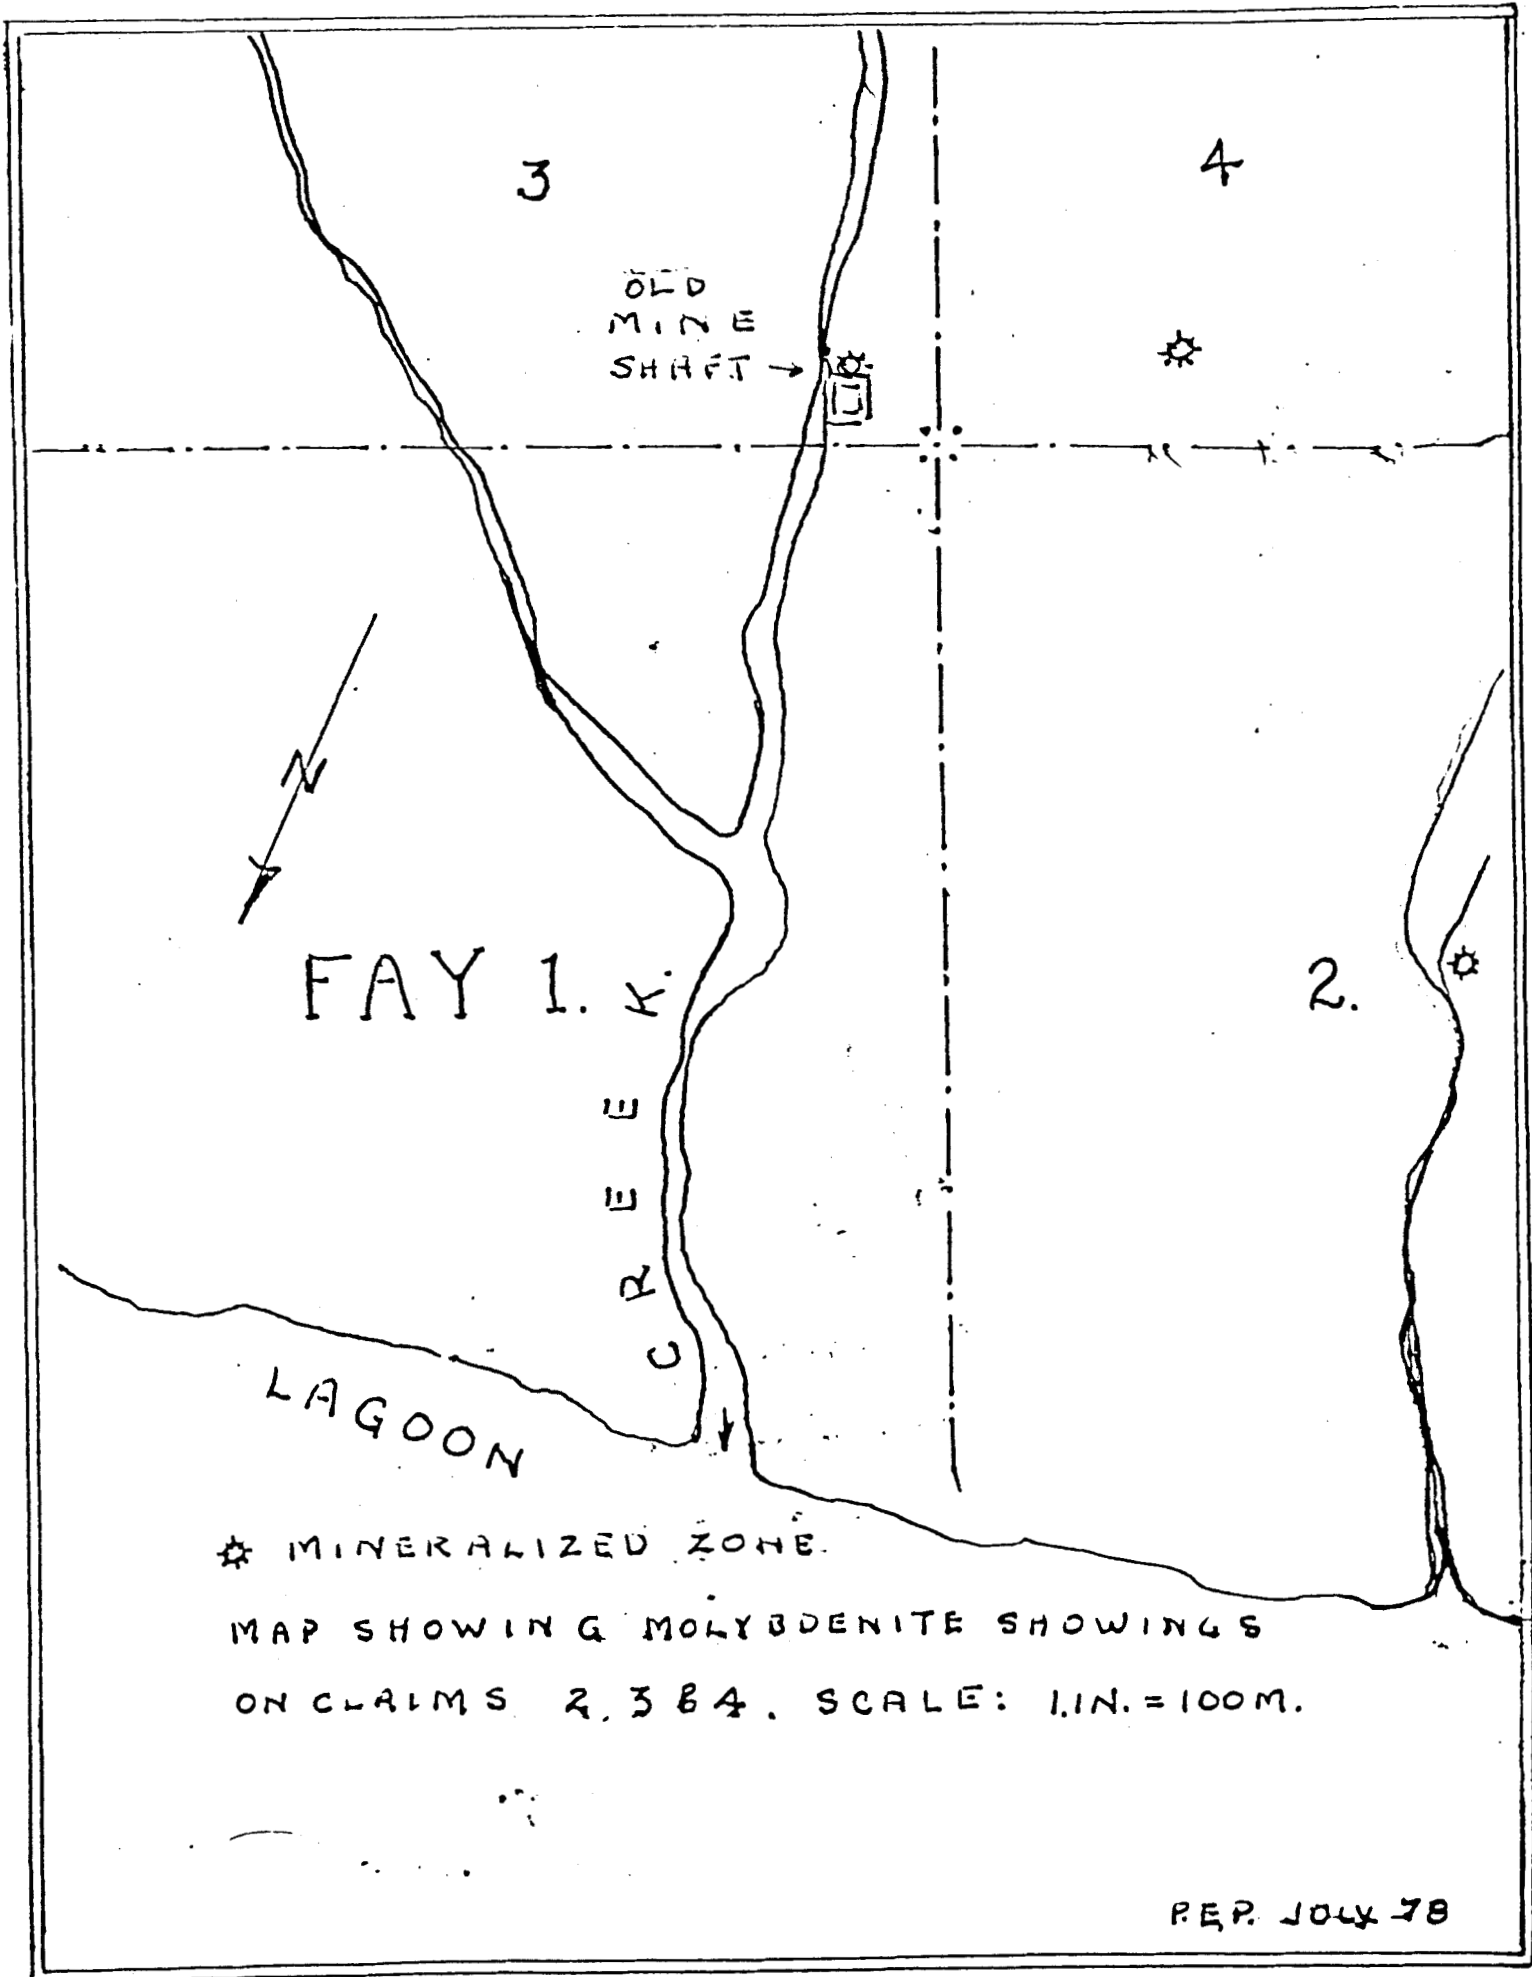 3
4
OLD
MINE
SHAFT →
N
FAY 1.
2.
CREEK.
LAGOON
MINERALIZED ZONE.
MAP SHOWING MOLYBDENITE SHOWINGS
ON CLAIMS 2, 3 & 4. SCALE: 1.IN. = 100M.
P.E.P. JULY 78